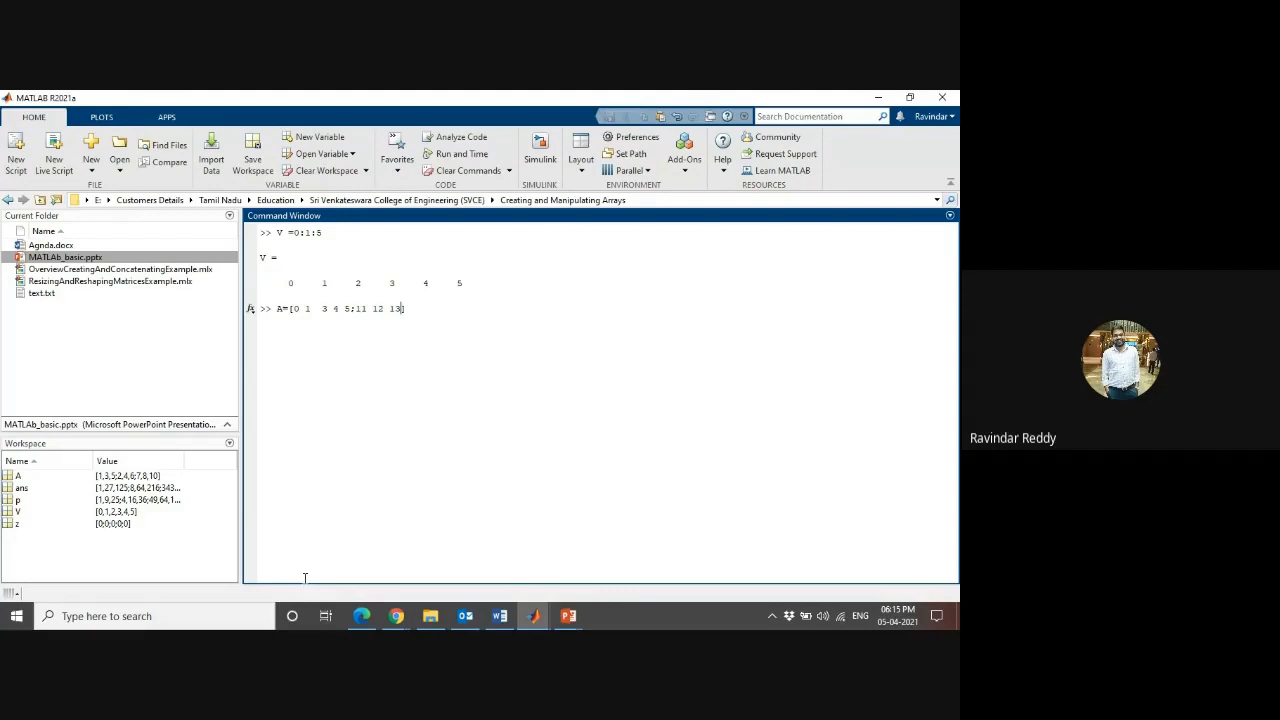 MATLAB R2021a
HOME PLOTS APPS Search Documentation Ravindar
New Script New Live Script New Open Find Files Compare Import Data Save Workspace New Variable Open Variable Clear Workspace Favorites Analyze Code Run and Time Clear Commands Simulink Layout Preferences Set Path Parallel Add-Ons Help Community Request Support Learn MATLAB
FILE VARIABLE CODE SIMULINK ENVIRONMENT RESOURCES
E: Customers Details Tamil Nadu Education Sri Venkateswara College of Engineering (SVCE) Creating and Manipulating Arrays
Current Folder
Name
Agnda.docx
MATLAb_basic.pptx
OverviewCreatingAndConcatenatingExample.mlx
ResizingAndReshapingMatricesExample.mlx
text.txt
MATLAb_basic.pptx (Microsoft PowerPoint Presentatio...
Workspace
Name Value
A [1,3,5;2,4,6;7,8,10]
ans [1,27,125;8,64,216;343...
p [1,9,25;4,16,36;49,64,1...
V [0,1,2,3,4,5]
z [0;0;0;0;0]
Command Window
>> V =0:1:5
V =
0 1 2 3 4 5
fx >> A=[0 1 3 4 5;11 12 13]
Type here to search
ENG
06:15 PM
05-04-2021
Ravindar Reddy